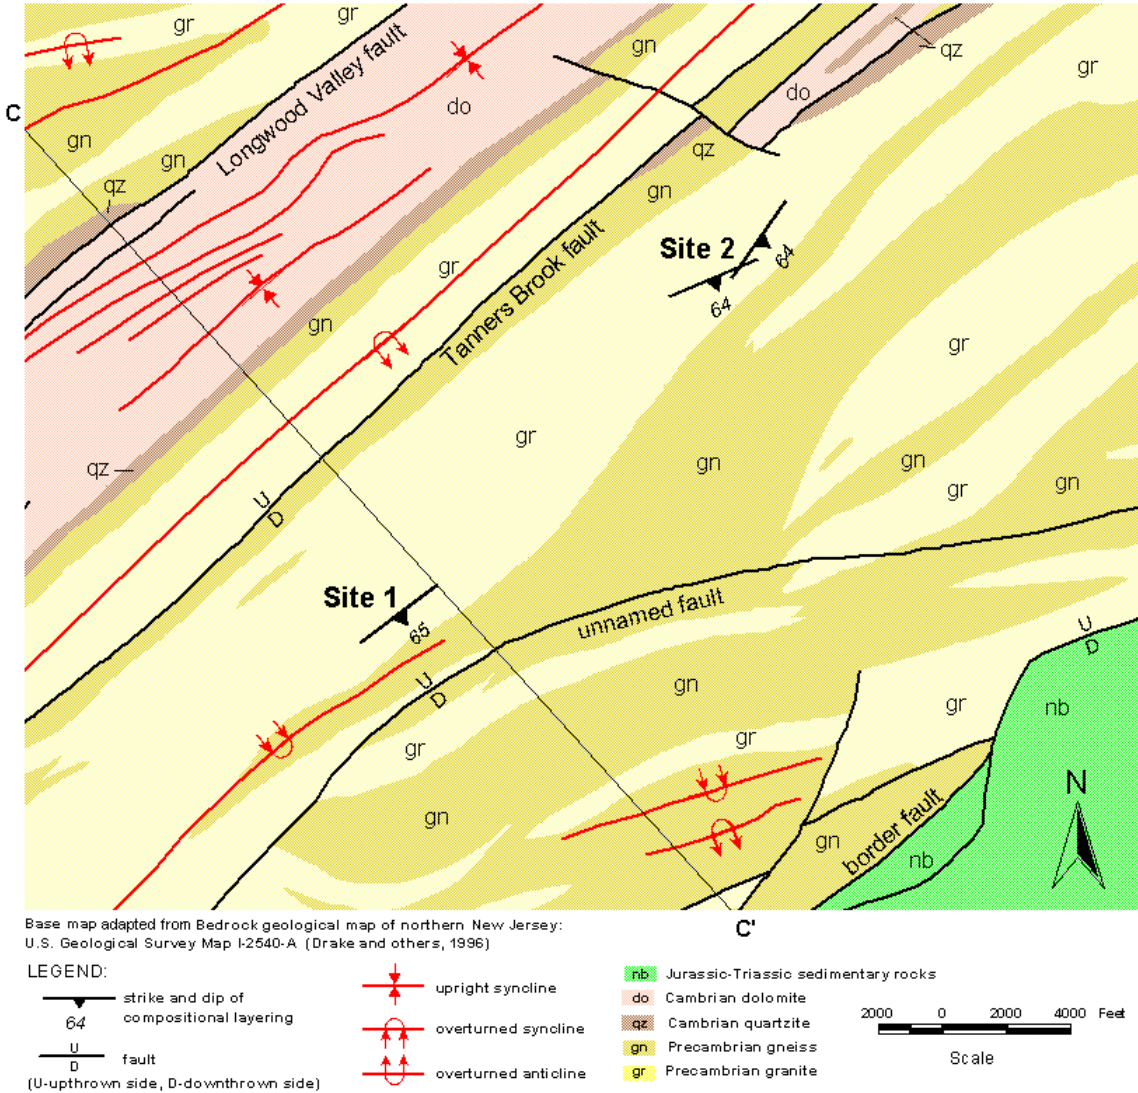 gr
gr
gn
qz
gr
C
Longwood Valley fault
do
do
gn
gn
qz
qz
gn
Tanners Brook fault
Site 2
64
64
gr
gn
gr
gr
gn
gn
gn
gr
qz
U
D
Site 1
65
unnamed fault
U
D
U
D
gn
gr
nb
gr
gr
N
gn
gn
border fault
nb
C'
Base map adapted from Bedrock geological map of northern New Jersey:
U.S. Geological Survey Map I-2540-A (Drake and others, 1996)
LEGEND:
64
strike and dip of
compositional layering
U
D
fault
(U-upthrown side, D-downthrown side)
upright syncline
overturned syncline
overturned anticline
nb Jurassic-Triassic sedimentary rocks
do Cambrian dolomite
qz Cambrian quartzite
gn Precambrian gneiss
gr Precambrian granite
2000 0 2000 4000 Feet
Scale